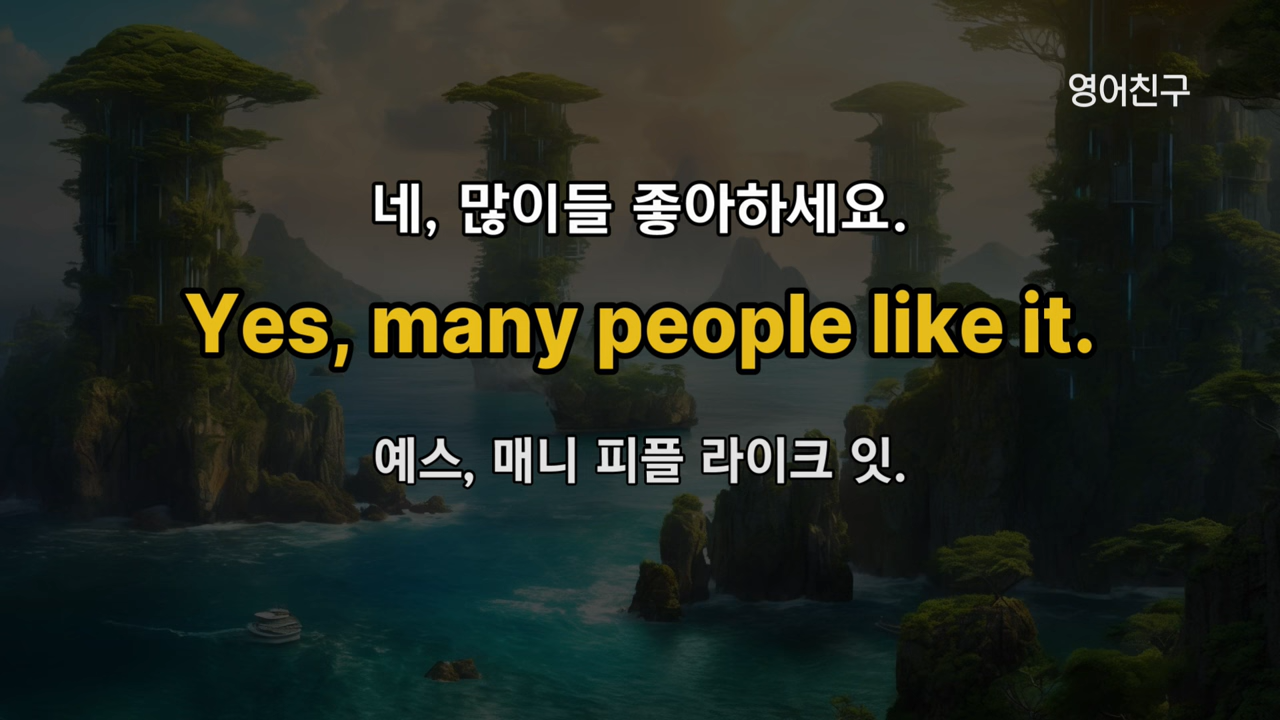 영어친구
네, 많이들 좋아하세요.
Yes, many people like it.
예스, 매니 피플 라이크 잇.